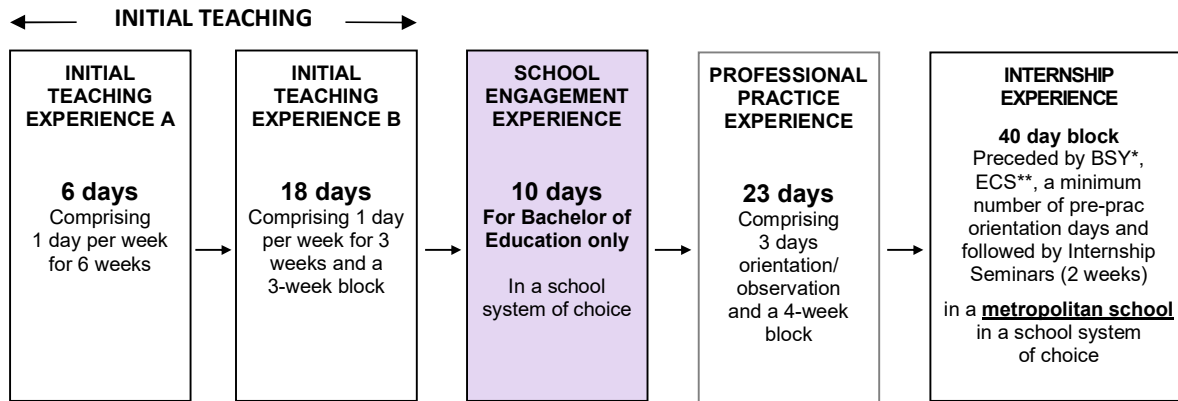 INITIAL TEACHING
INITIAL
TEACHING
EXPERIENCE A
6 days
Comprising
1 day per week
for 6 weeks
INITIAL
TEACHING
EXPERIENCE B
18 days
Comprising 1 day
per week for 3
weeks and a
3-week block
SCHOOL
ENGAGEMENT
EXPERIENCE
10 days
For Bachelor of
Education only
In a school
system of choice
PROFESSIONAL
PRACTICE
EXPERIENCE
23 days
Comprising
3 days
orientation/
observation
and a 4-week
block
INTERNSHIP
EXPERIENCE
40 day block
Preceded by BSY*,
ECS**, a minimum
number of pre-prac
orientation days and
followed by Internship
Seminars (2 weeks)
in a metropolitan school
in a school system
of choice